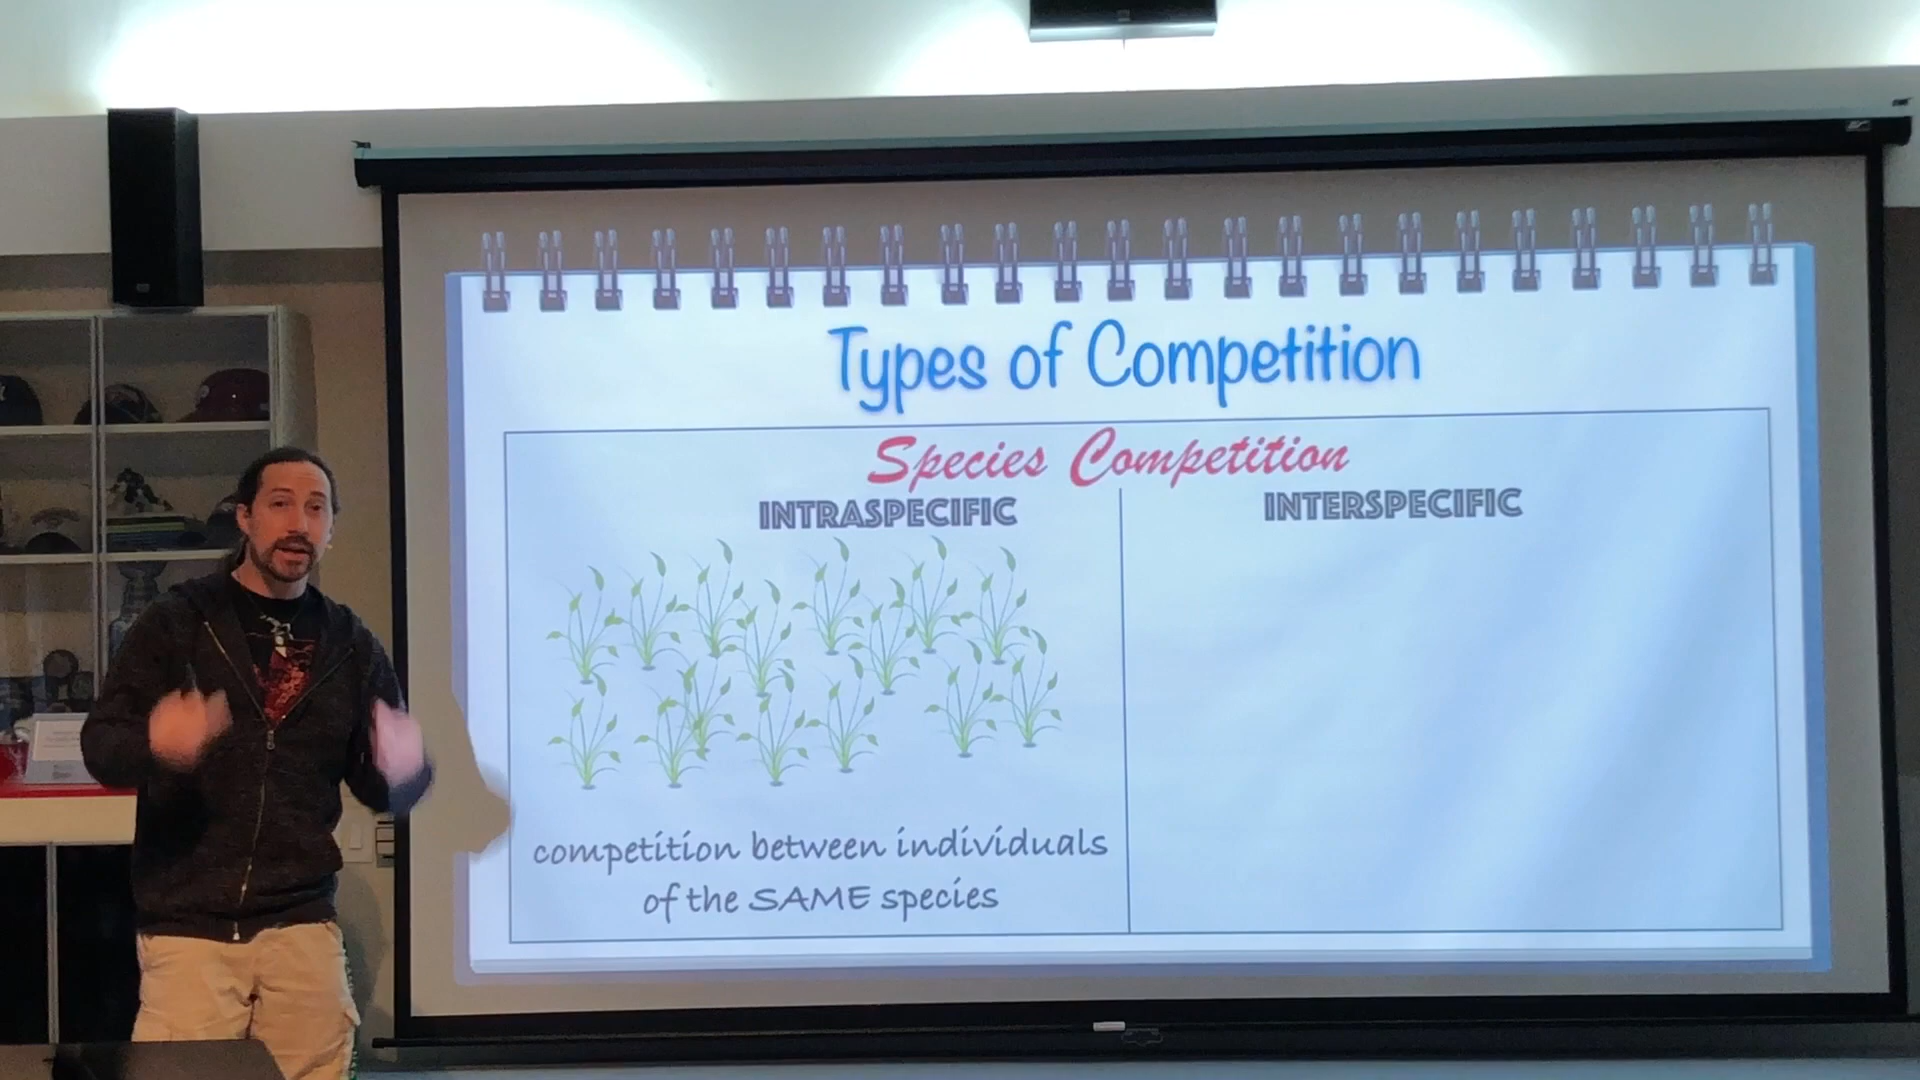 Types of Competition
Species Competition
INTRASPECIFIC
INTERSPECIFIC
competition between individuals
of the SAME species